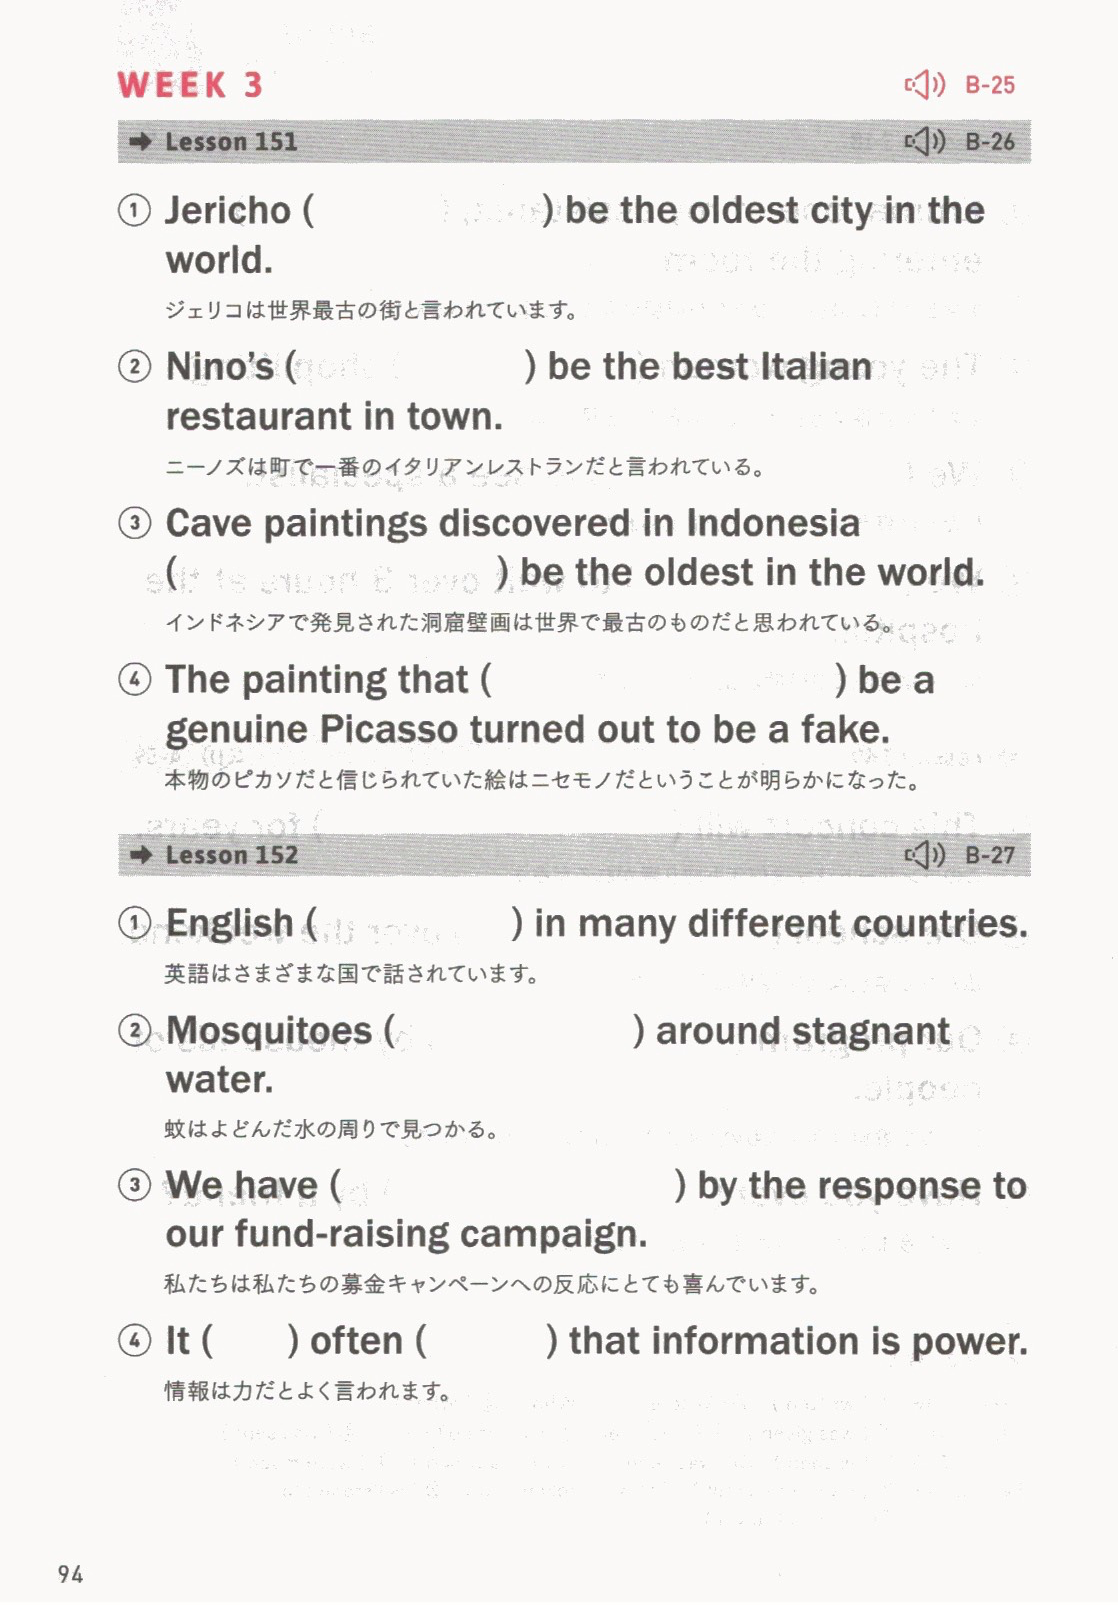 WEEK 3 B-25
➡ Lesson 151 B-26
① Jericho ( ) be the oldest city in the
world.
ジェリコは世界最古の街と言われています。
② Nino's ( ) be the best Italian
restaurant in town.
ニーノズは町で一番のイタリアンレストランだと言われている。
③ Cave paintings discovered in Indonesia
( ) be the oldest in the world.
インドネシアで発見された洞窟壁画は世界で最古のものだと思われている。
④ The painting that ( ) be a
genuine Picasso turned out to be a fake.
本物のピカソだと信じられていた絵はニセモノだということが明らかになった。
➡ Lesson 152 B-27
① English ( ) in many different countries.
英語はさまざまな国で話されています。
② Mosquitoes ( ) around stagnant
water.
蚊はよどんだ水の周りで見つかる。
③ We have ( ) by the response to
our fund-raising campaign.
私たちは私たちの募金キャンペーンへの反応にとても喜んでいます。
④ It ( ) often ( ) that information is power.
情報は力だとよく言われます。
94